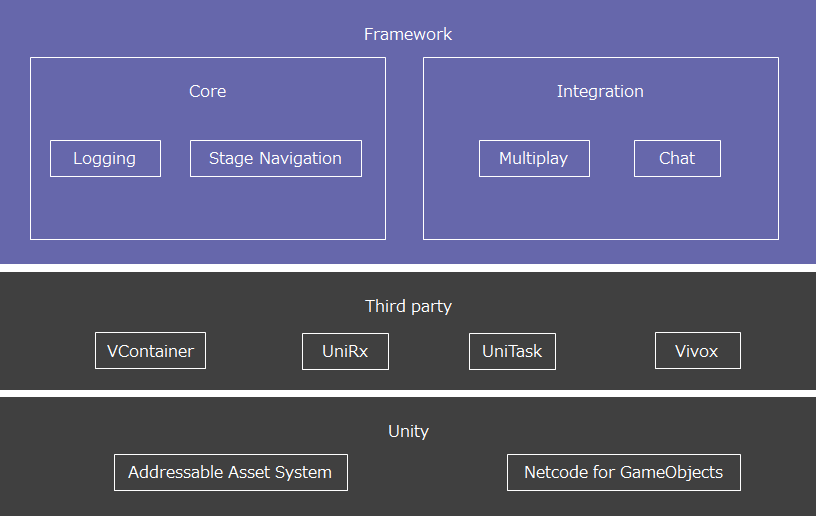 Framework
Core
Integration
Logging
Stage Navigation
Multiplay
Chat
Third party
VContainer
UniRx
UniTask
Vivox
Unity
Addressable Asset System
Netcode for GameObjects